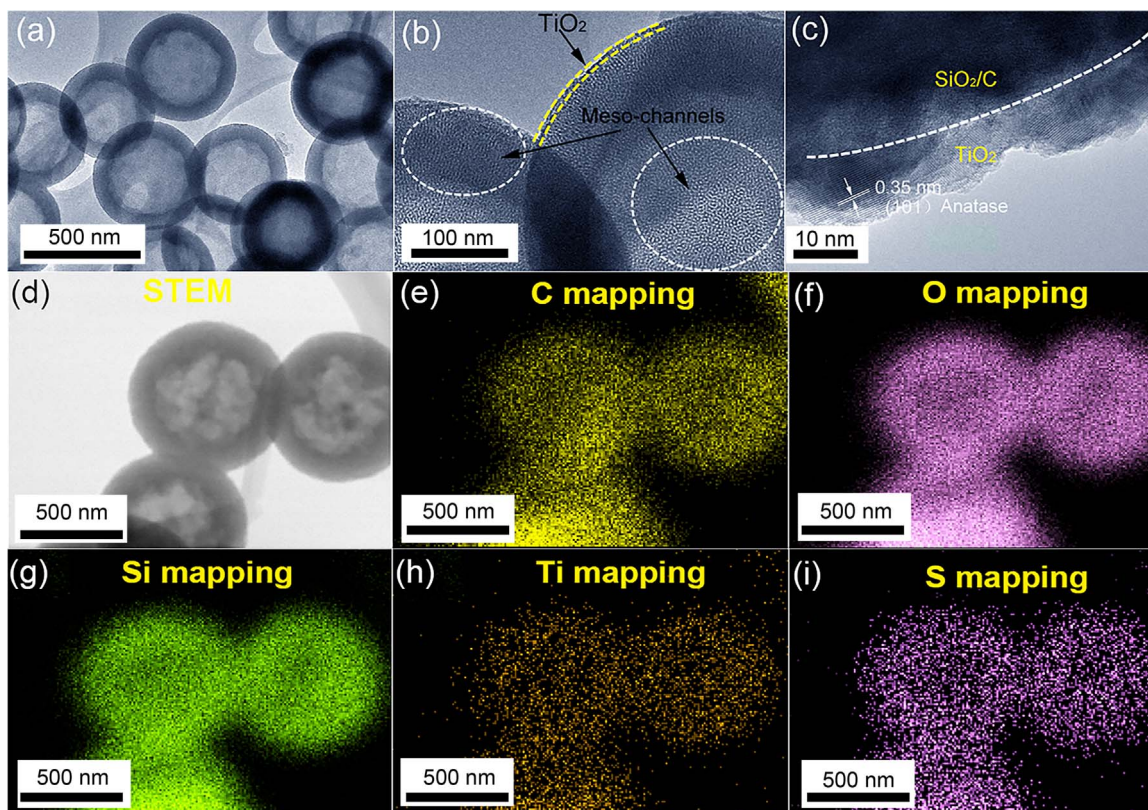 (a)
500 nm
(b)
TiO₂
Meso-channels
100 nm
(c)
SiO₂/C
TiO₂
0.35 nm
(101) Anatase
10 nm
(d)
STEM
500 nm
(e)
C mapping
500 nm
(f)
O mapping
500 nm
(g)
Si mapping
500 nm
(h)
Ti mapping
500 nm
(i)
S mapping
500 nm